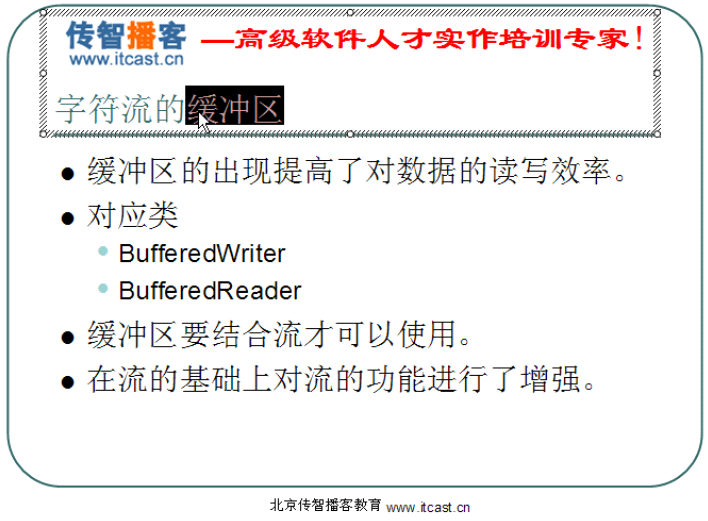 传智播客 —高级软件人才实作培训专家!
www.itcast.cn
字符流的缓冲区
缓冲区的出现提高了对数据的读写效率。
对应类
BufferedWriter
BufferedReader
缓冲区要结合流才可以使用。
在流的基础上对流的功能进行了增强。
北京传智播客教育 www.itcast.cn